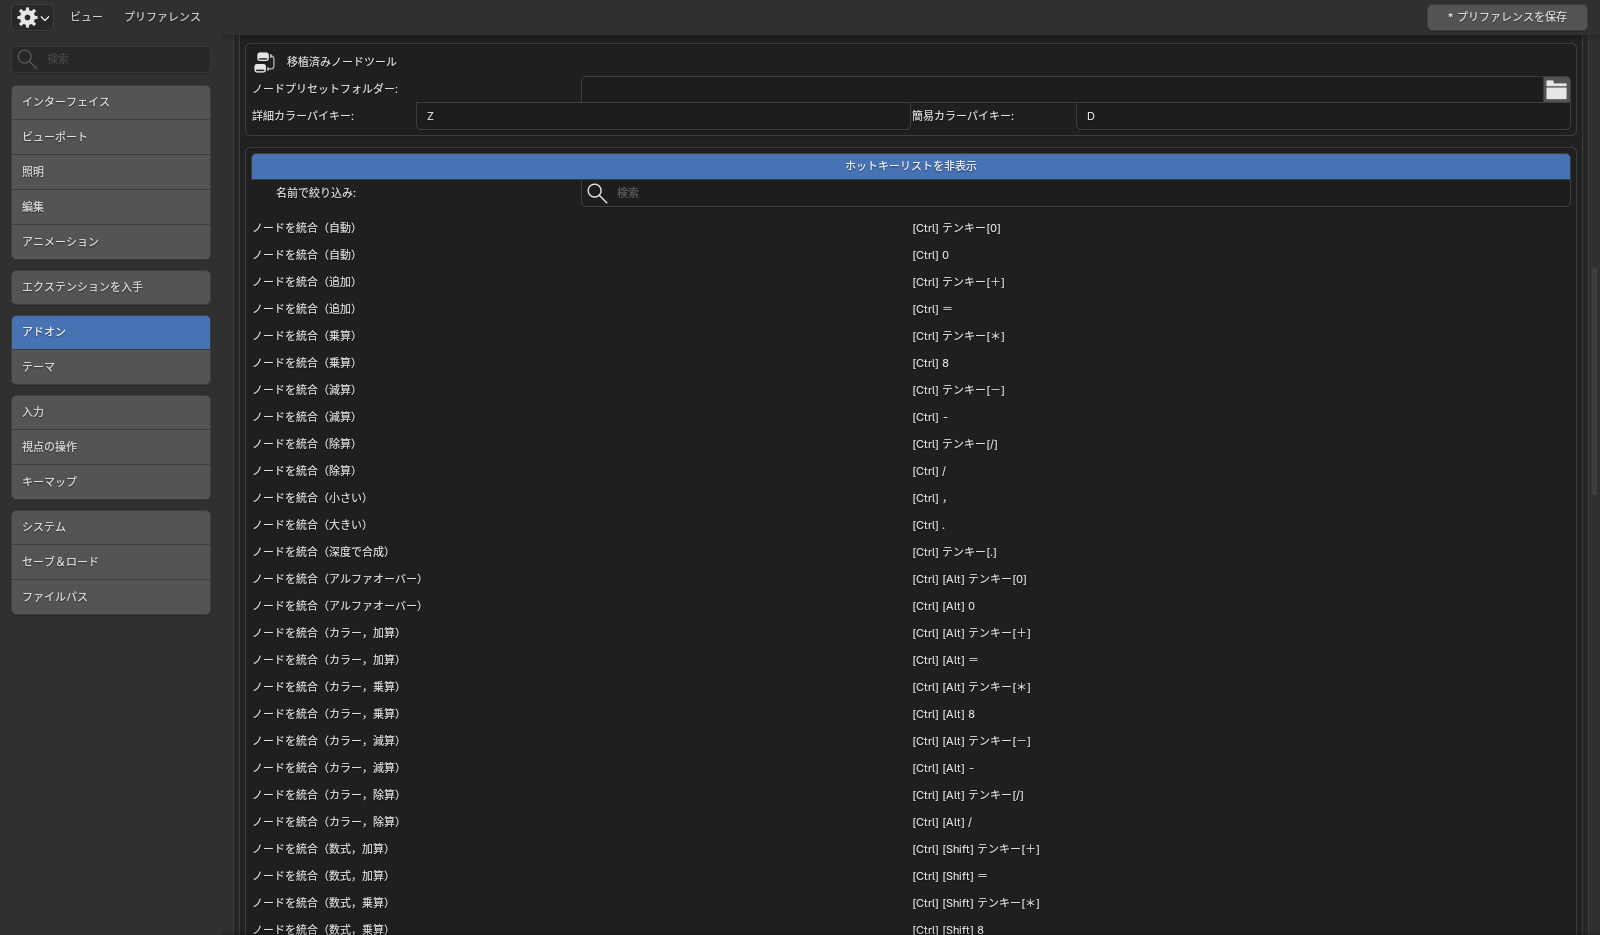 ビュー プリファレンス * プリファレンスを保存
検索
インターフェイス
ビューポート
照明
編集
アニメーション
エクステンションを入手
アドオン
テーマ
入力
視点の操作
キーマップ
システム
セーブ＆ロード
ファイルパス
移植済みノードツール
ノードプリセットフォルダー:
詳細カラーパイキー: Z 簡易カラーパイキー: D
ホットキーリストを非表示
名前で絞り込み: 検索
ノードを統合（自動） [Ctrl] テンキー[0]
ノードを統合（自動） [Ctrl] 0
ノードを統合（追加） [Ctrl] テンキー[＋]
ノードを統合（追加） [Ctrl] ＝
ノードを統合（乗算） [Ctrl] テンキー[＊]
ノードを統合（乗算） [Ctrl] 8
ノードを統合（減算） [Ctrl] テンキー[－]
ノードを統合（減算） [Ctrl] -
ノードを統合（除算） [Ctrl] テンキー[/]
ノードを統合（除算） [Ctrl] /
ノードを統合（小さい） [Ctrl] ，
ノードを統合（大きい） [Ctrl] .
ノードを統合（深度で合成） [Ctrl] テンキー[.]
ノードを統合（アルファオーバー） [Ctrl] [Alt] テンキー[0]
ノードを統合（アルファオーバー） [Ctrl] [Alt] 0
ノードを統合（カラー，加算） [Ctrl] [Alt] テンキー[＋]
ノードを統合（カラー，加算） [Ctrl] [Alt] ＝
ノードを統合（カラー，乗算） [Ctrl] [Alt] テンキー[＊]
ノードを統合（カラー，乗算） [Ctrl] [Alt] 8
ノードを統合（カラー，減算） [Ctrl] [Alt] テンキー[－]
ノードを統合（カラー，減算） [Ctrl] [Alt] -
ノードを統合（カラー，除算） [Ctrl] [Alt] テンキー[/]
ノードを統合（カラー，除算） [Ctrl] [Alt] /
ノードを統合（数式，加算） [Ctrl] [Shift] テンキー[＋]
ノードを統合（数式，加算） [Ctrl] [Shift] ＝
ノードを統合（数式，乗算） [Ctrl] [Shift] テンキー[＊]
ノードを統合（数式，乗算） [Ctrl] [Shift] 8